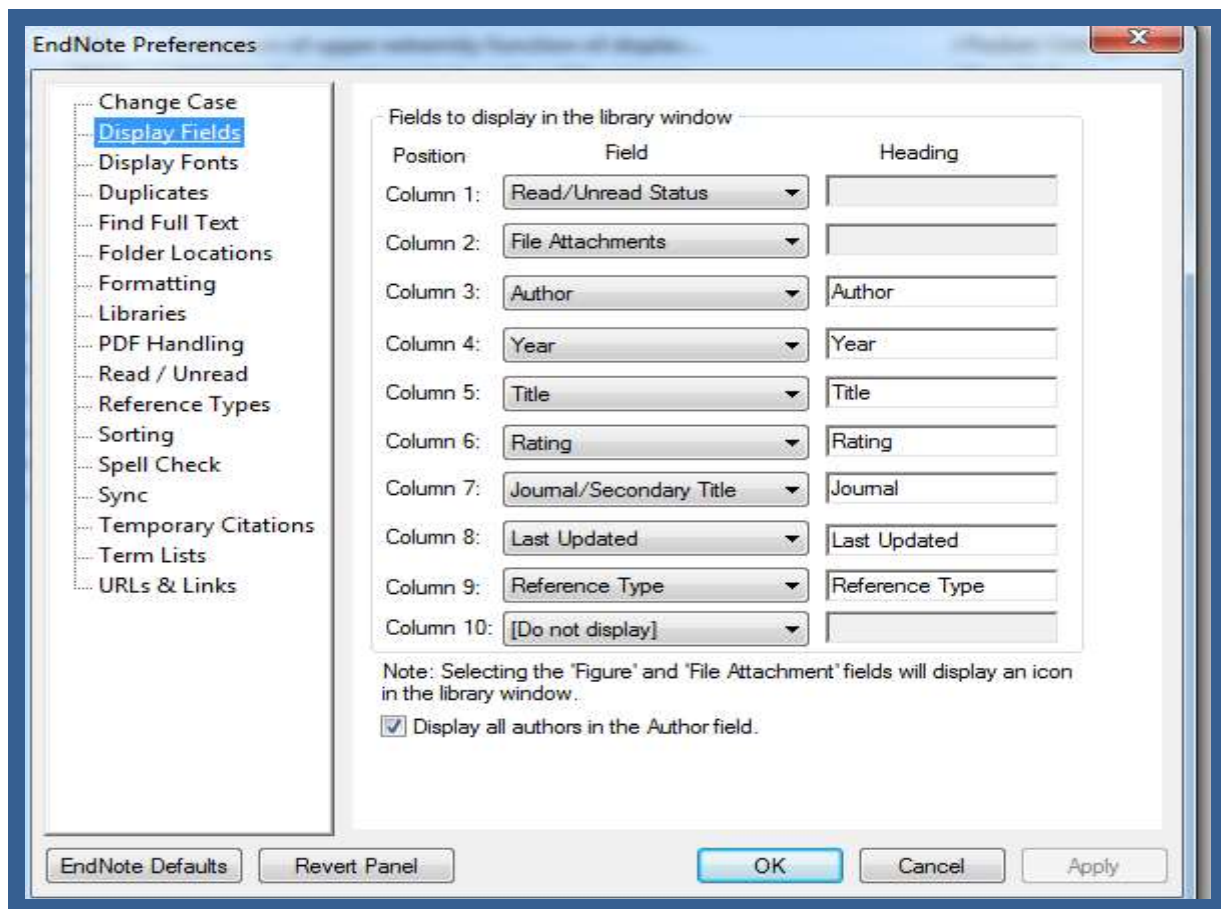 EndNote Preferences
Change Case
Display Fields
Display Fonts
Duplicates
Find Full Text
Folder Locations
Formatting
Libraries
PDF Handling
Read / Unread
Reference Types
Sorting
Spell Check
Sync
Temporary Citations
Term Lists
URLs & Links
Fields to display in the library window
Position Field Heading
Column 1: Read/Unread Status
Column 2: File Attachments
Column 3: Author Author
Column 4: Year Year
Column 5: Title Title
Column 6: Rating Rating
Column 7: Journal/Secondary Title Journal
Column 8: Last Updated Last Updated
Column 9: Reference Type Reference Type
Column 10: [Do not display]
Note: Selecting the "Figure" and "File Attachment" fields will display an icon
in the library window.
Display all authors in the Author field.
EndNote Defaults Revert Panel OK Cancel Apply